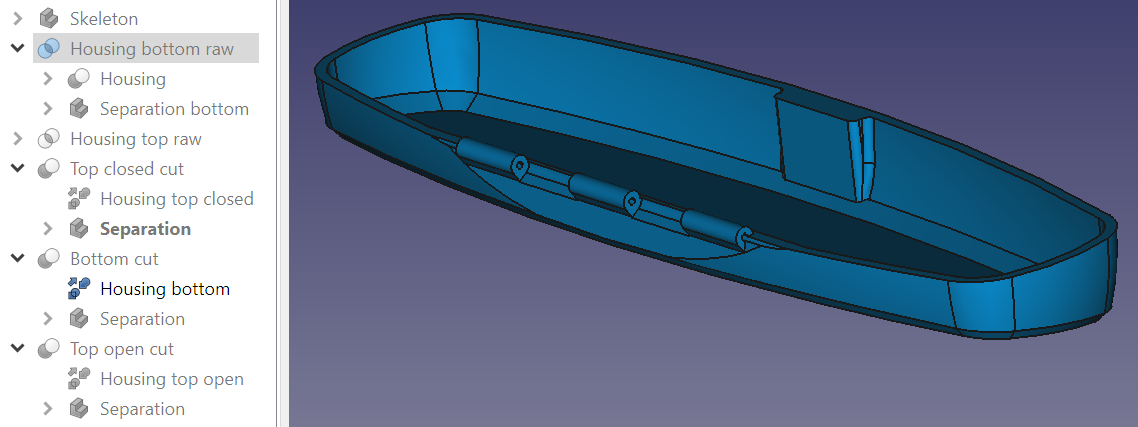 Skeleton
Housing bottom raw
Housing
Separation bottom
Housing top raw
Top closed cut
Housing top closed
Separation
Bottom cut
Housing bottom
Separation
Top open cut
Housing top open
Separation